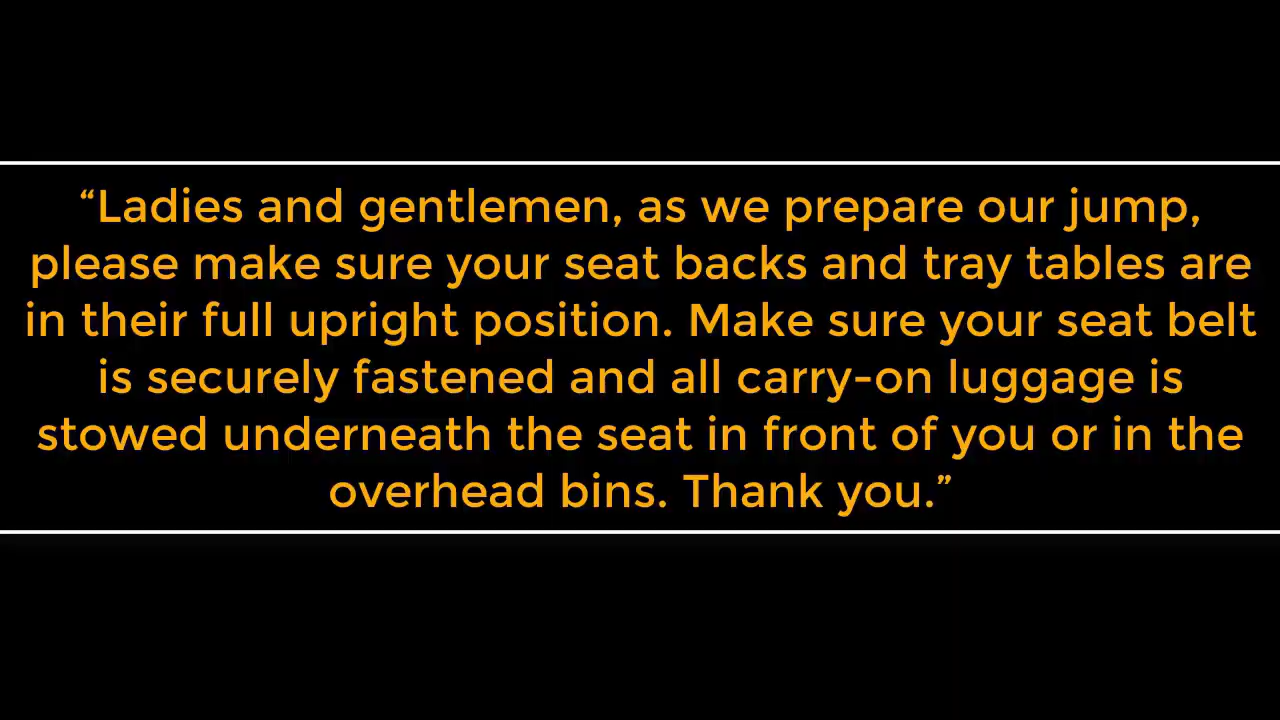 “Ladies and gentlemen, as we prepare our jump,
please make sure your seat backs and tray tables are
in their full upright position. Make sure your seat belt
is securely fastened and all carry-on luggage is
stowed underneath the seat in front of you or in the
overhead bins. Thank you.”